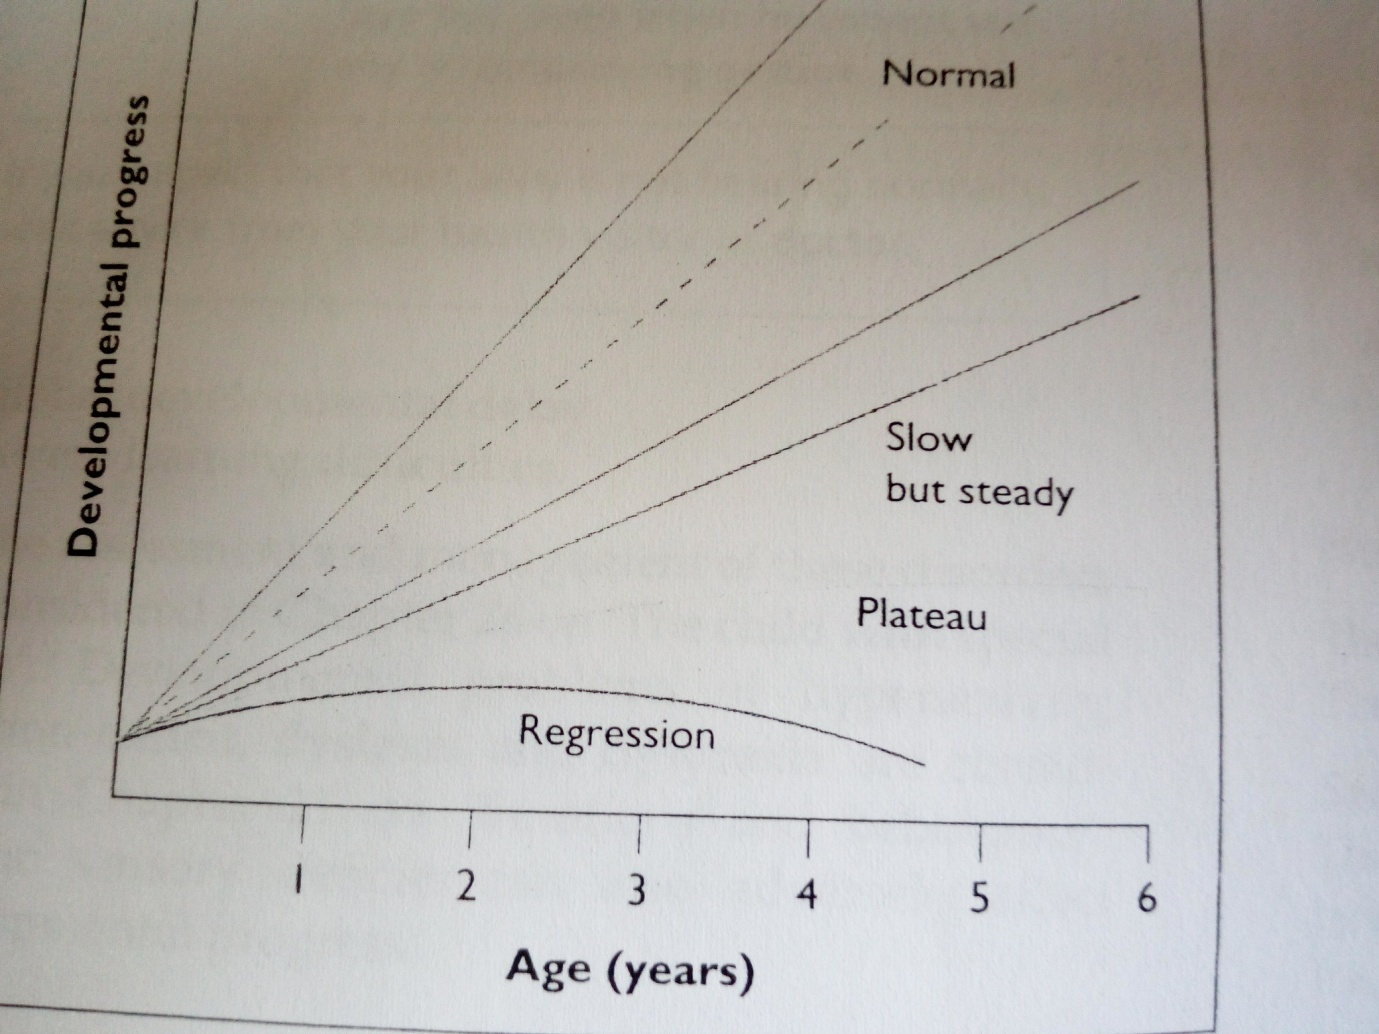 Normal
Developmental progress
Slow
but steady
Plateau
Regression
1 2 3 4 5 6
Age (years)